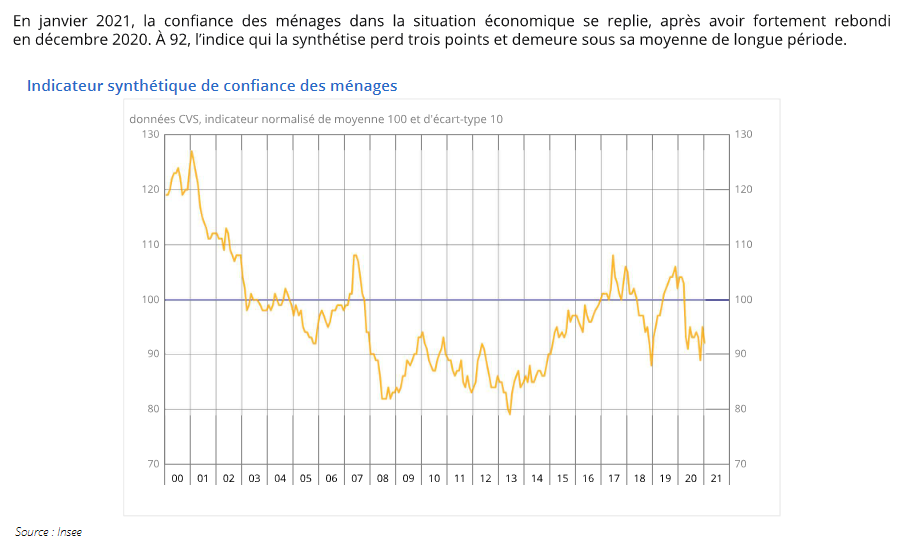 En janvier 2021, la confiance des ménages dans la situation économique se replie, après avoir fortement rebondi
en décembre 2020. À 92, l’indice qui la synthétise perd trois points et demeure sous sa moyenne de longue période.
Indicateur synthétique de confiance des ménages
données CVS, indicateur normalisé de moyenne 100 et d'écart-type 10
130 130
120 120
110 110
100 100
90 90
80 80
70 70
00 01 02 03 04 05 06 07 08 09 10 11 12 13 14 15 16 17 18 19 20 21
Source : Insee